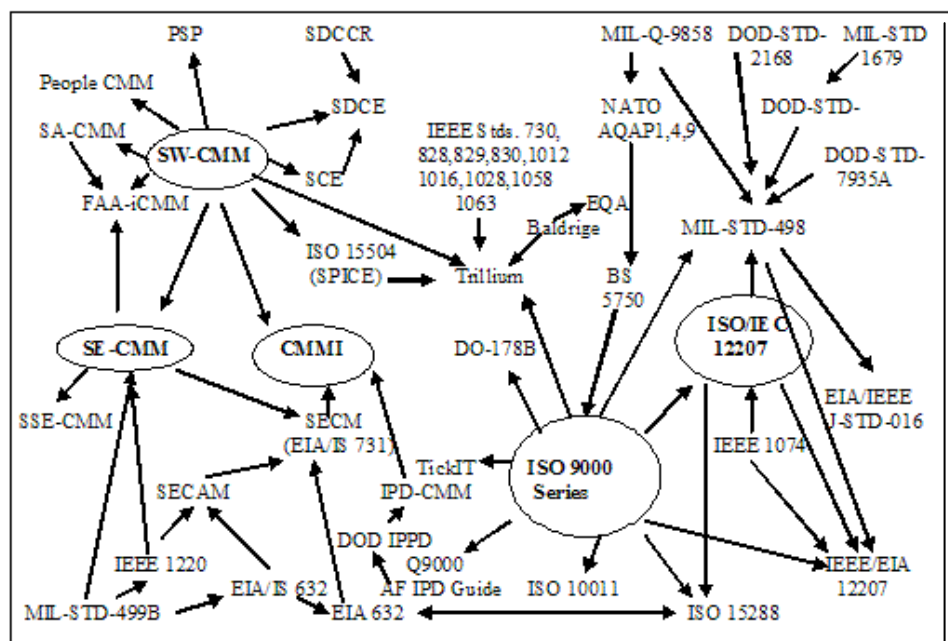 PSP
SDCCR
MIL-Q-9858
DOD-STD-
2168
MIL-STD
1679
People CMM
SDCE
NATO
AQAP1,4,9
DOD-STD-
SA-CMM
IEEE Stds. 730,
828,829,830,1012
1016,1028,1058
1063
SW-CMM
SCE
DOD-STD-
7935A
FAA-iCMM
EQA
Baldrige
MIL-STD-498
ISO 15504
(SPICE)
Trillium
BS
5750
ISO/IEC
12207
SE-CMM
CMMI
DO-178B
EIA/IEEE
J-STD-016
SSE-CMM
SECM
(EIA/IS 731)
IEEE 1074
TickIT
ISO 9000
Series
SECAM
IPD-CMM
DOD IPPD
IEEE 1220
Q9000
IEEE/EIA
12207
EIA/IS 632
AF IPD Guide
ISO 10011
MIL-STD-499B
EIA 632
ISO 15288